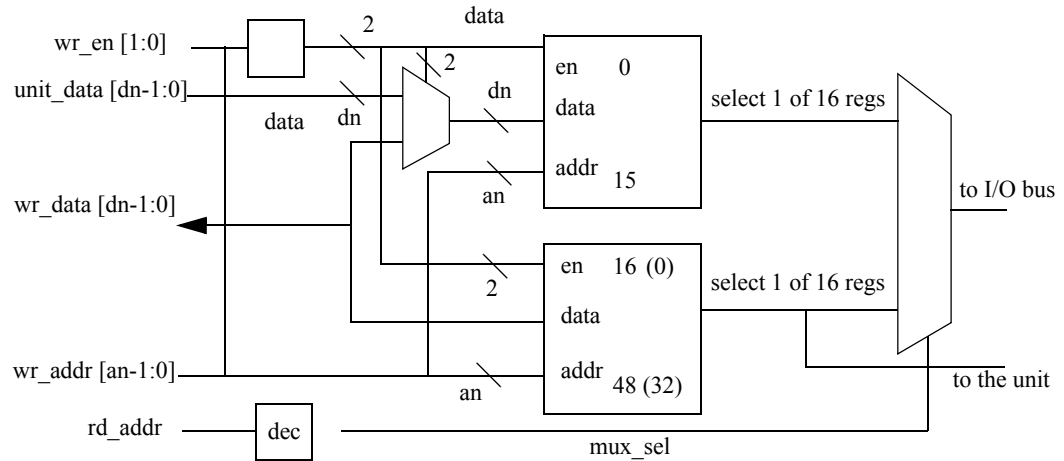 data
2
wr_en [1:0]
2
en 0
dn
unit_data [dn-1:0]
select 1 of 16 regs
data
dn
data
addr
15
an
wr_data [dn-1:0]
to I/O bus
en 16 (0)
2
select 1 of 16 regs
data
wr_addr [an-1:0]
addr
an
48 (32)
to the unit
rd_addr
dec
mux_sel